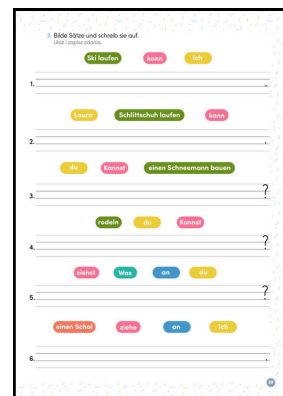 3. Bilde Sätze und schreib sie auf.
Ułóż i zapisz zdania.
Ski laufen kann Ich
1. .
Laura Schlittschuh laufen kann
2. .
du Kannst einen Schneemann bauen
3. ?
rodeln du Kannst
4. ?
ziehst Was an du
5. ?
einen Schal ziehe an Ich
6. .